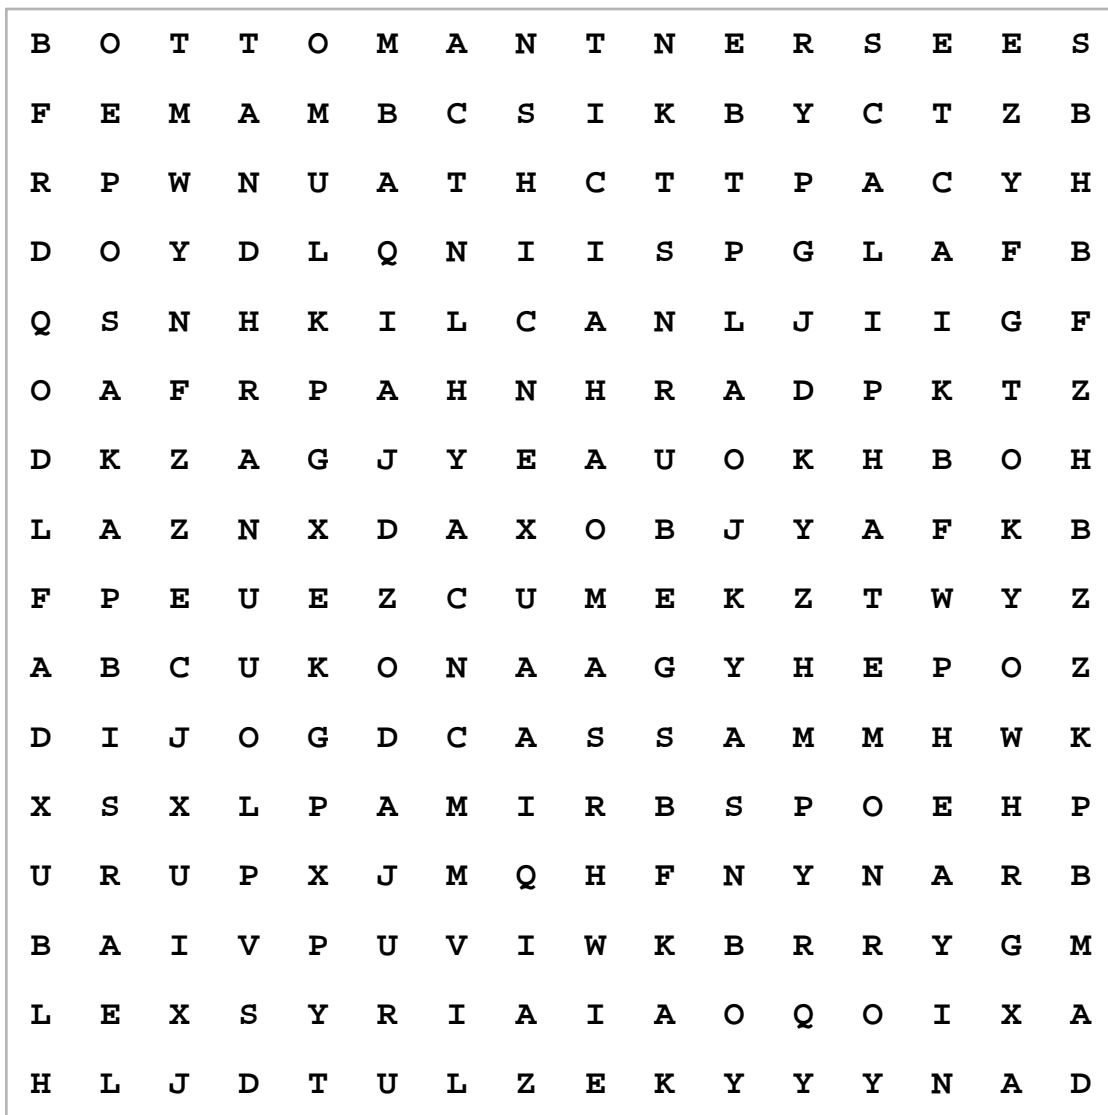 B O T T O M A N T N E R S E E S
F E M A M B C S I K B Y C T Z B
R P W N U A T H C T T P A C Y H
D O Y D L Q N I I S P G L A F B
Q S N H K I L C A N L J I I G F
O A F R P A H N H R A D P K T Z
D K Z A G J Y E A U O K H B O H
L A Z N X D A X O B J Y A F K B
F P E U E Z C U M E K Z T W Y Z
A B C U K O N A A G Y H E P O Z
D I J O G D C A S S A M M H W K
X S X L P A M I R B S P O E H P
U R U P X J M Q H F N Y N A R B
B A I V P U V I W K B R R Y G M
L E X S Y R I A I A O Q O I X A
H L J D T U L Z E K Y Y Y N A D